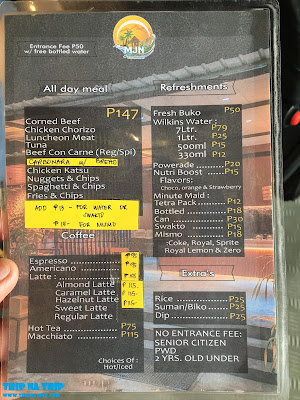 MJN
Entrance Fee P50
w/ free bottled water
All day meal
P147
Corned Beef
Chicken Chorizo
Luncheon Meat
Tuna
Beef Con Carne (Reg/Spi)
CARBONARA w/
Chicken Katsu
Nuggets & Chips
Spaghetti & Chips
Fries & Chips
ADD ₱13 - FOR WATER OR
SWAKTO
₱18- FOR MISMO
Coffee
Espresso
Americano
Latte :
Almond Latte 115-
Caramel Latte 115-
Hazelnut Latte
Sweet Latte
Regular Latte
Hot Tea P75
Macchiato P115
Choices Of :
Hot/Iced
Refreshments
Fresh Buko P50
Wilkins Water :
7Ltr. P79
1Ltr. P25
500ml P15
330ml P12
Powerade P20
Nutri Boost P15
Flavors:
Choco, orange & Strawberry
Minute Maid :
Tetra Pack P12
Bottled P18
Can P30
Swakto P15
Mismo P18
:Coke, Royal, Sprite
Royal Lemon & Zero
Extra's
Rice P25
Suman/Biko P25
Dip P25
NO ENTRANCE FEE:
SENIOR CITIZEN
PWD
2 YRS. OLD UNDER
TRIP NA TRIP